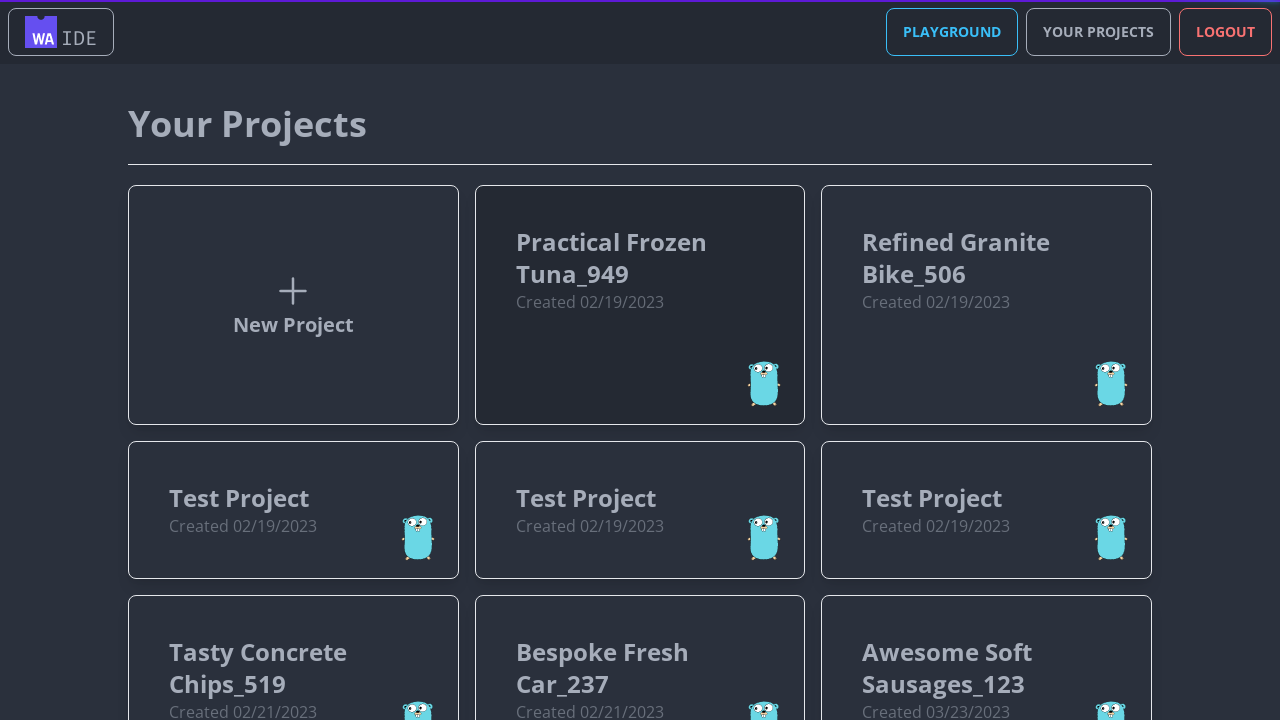 WA IDE
PLAYGROUND
YOUR PROJECTS
LOGOUT
Your Projects
New Project
Practical Frozen
Tuna_949
Created 02/19/2023
Refined Granite
Bike_506
Created 02/19/2023
Test Project
Created 02/19/2023
Test Project
Created 02/19/2023
Test Project
Created 02/19/2023
Tasty Concrete
Chips_519
Created 02/21/2023
Bespoke Fresh
Car_237
Created 02/21/2023
Awesome Soft
Sausages_123
Created 03/23/2023